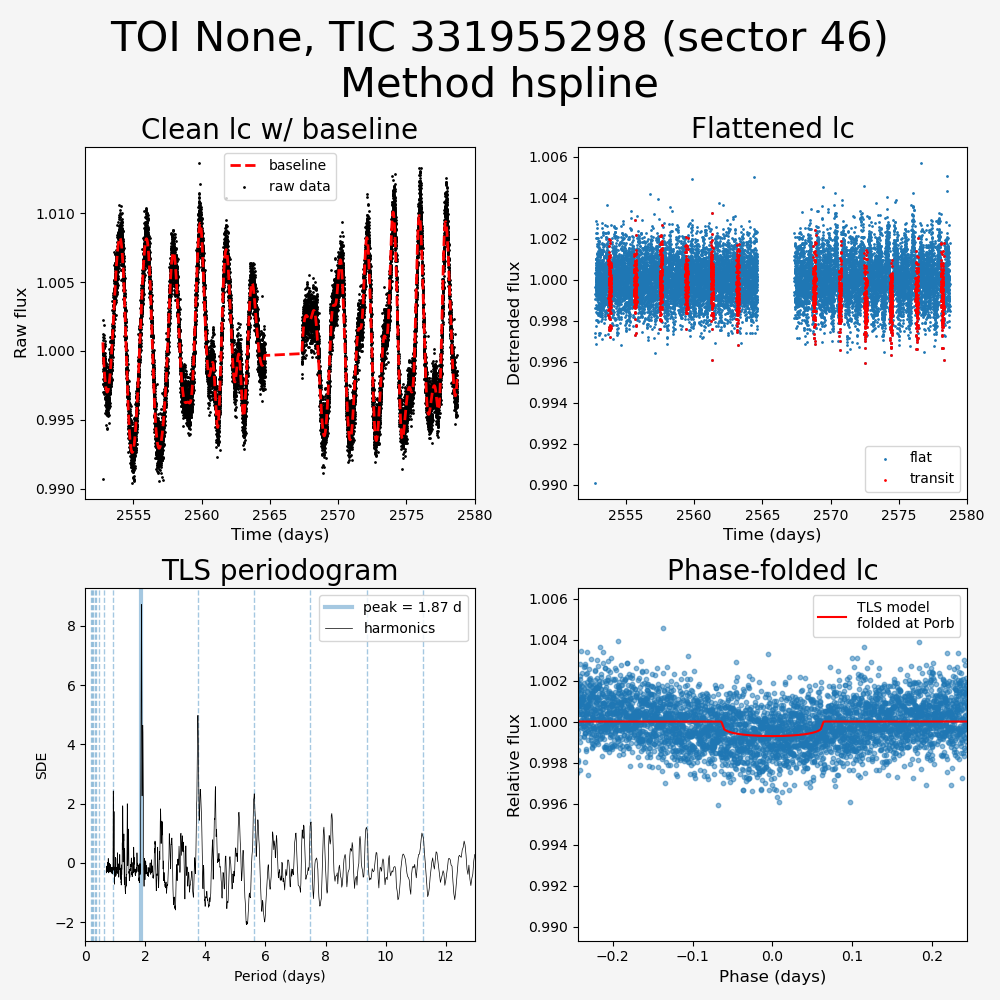 TOI None, TIC 331955298 (sector 46)
Method hspline
Clean lc w/ baseline
baseline
raw data
Raw flux
1.010
1.005
1.000
0.995
0.990
2555 2560 2565 2570 2575 2580
Time (days)
Flattened lc
Detrended flux
1.006
1.004
1.002
1.000
0.998
0.996
0.994
0.992
0.990
flat
transit
2555 2560 2565 2570 2575 2580
Time (days)
TLS periodogram
peak = 1.87 d
harmonics
SDE
8
6
4
2
0
−2
0 2 4 6 8 10 12
Period (days)
Phase-folded lc
TLS model
folded at Porb
Relative flux
1.006
1.004
1.002
1.000
0.998
0.996
0.994
0.992
0.990
−0.2 −0.1 0.0 0.1 0.2
Phase (days)